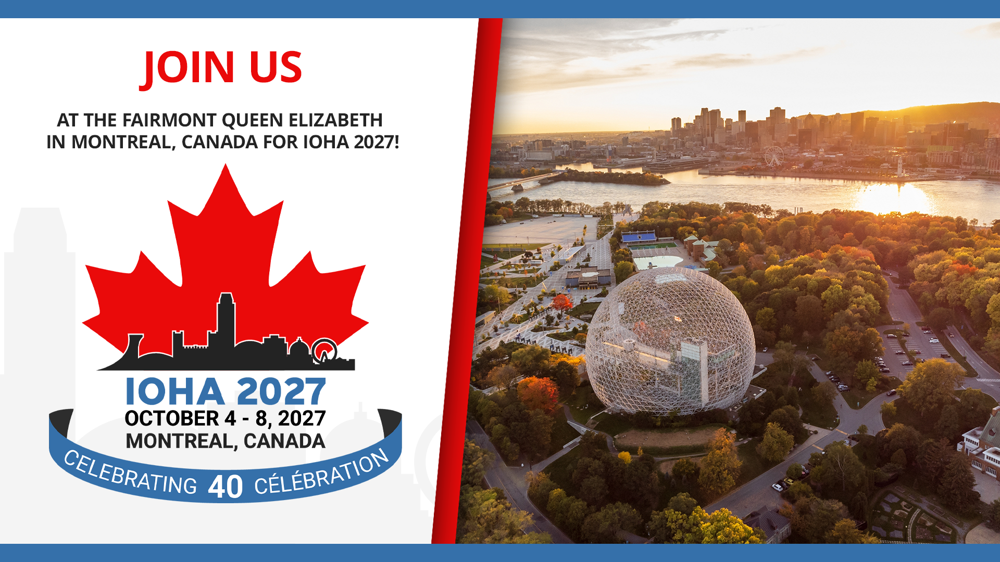 JOIN US
AT THE FAIRMONT QUEEN ELIZABETH
IN MONTREAL, CANADA FOR IOHA 2027!
IOHA 2027
OCTOBER 4 - 8, 2027
MONTREAL, CANADA
CELEBRATING 40 CÉLÉBRATION